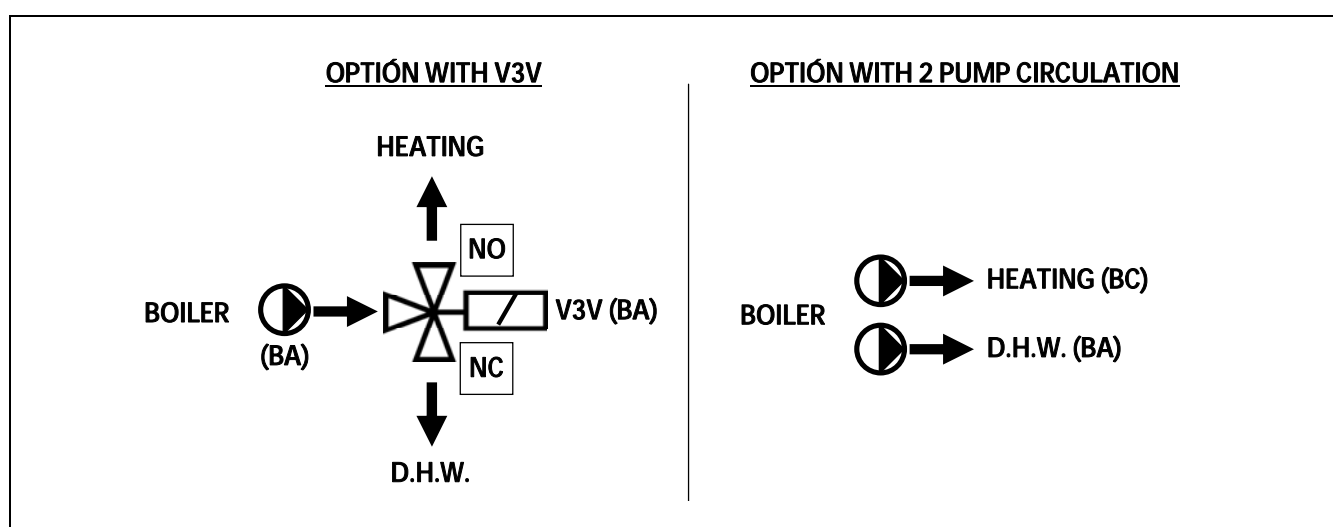 OPTIÓN WITH V3V
HEATING
NO
BOILER
V3V (BA)
(BA)
NC
D.H.W.
OPTIÓN WITH 2 PUMP CIRCULATION
HEATING (BC)
BOILER
D.H.W. (BA)